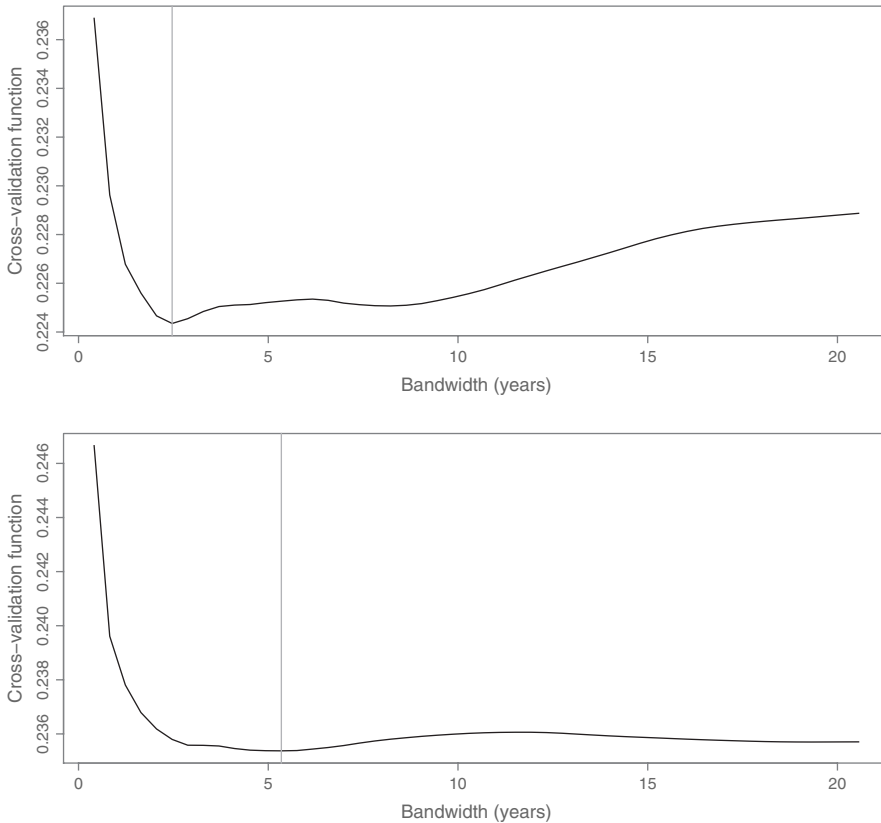 Cross−validation function
0.224 0.226 0.228 0.230 0.232 0.234 0.236
0 5 10 15 20
Bandwidth (years)
Cross−validation function
0.236 0.238 0.240 0.242 0.244 0.246
0 5 10 15 20
Bandwidth (years)